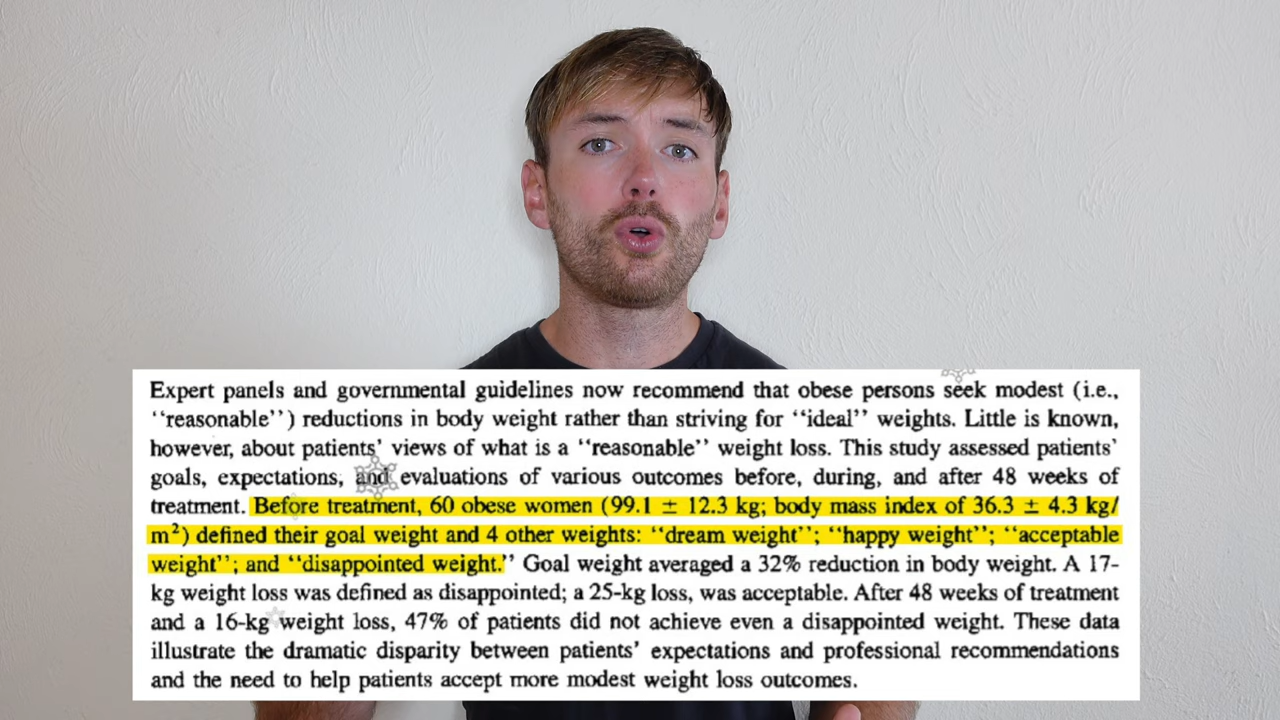 Expert panels and governmental guidelines now recommend that obese persons seek modest (i.e.,
‘‘reasonable’’) reductions in body weight rather than striving for ‘‘ideal’’ weights. Little is known,
however, about patients’ views of what is a ‘‘reasonable’’ weight loss. This study assessed patients’
goals, expectations, and evaluations of various outcomes before, during, and after 48 weeks of
treatment. Before treatment, 60 obese women (99.1 ± 12.3 kg; body mass index of 36.3 ± 4.3 kg/
m²) defined their goal weight and 4 other weights: ‘‘dream weight’’; ‘‘happy weight’’; ‘‘acceptable
weight’’; and ‘‘disappointed weight.’’ Goal weight averaged a 32% reduction in body weight. A 17-
kg weight loss was defined as disappointed; a 25-kg loss, was acceptable. After 48 weeks of treatment
and a 16-kg weight loss, 47% of patients did not achieve even a disappointed weight. These data
illustrate the dramatic disparity between patients’ expectations and professional recommendations
and the need to help patients accept more modest weight loss outcomes.